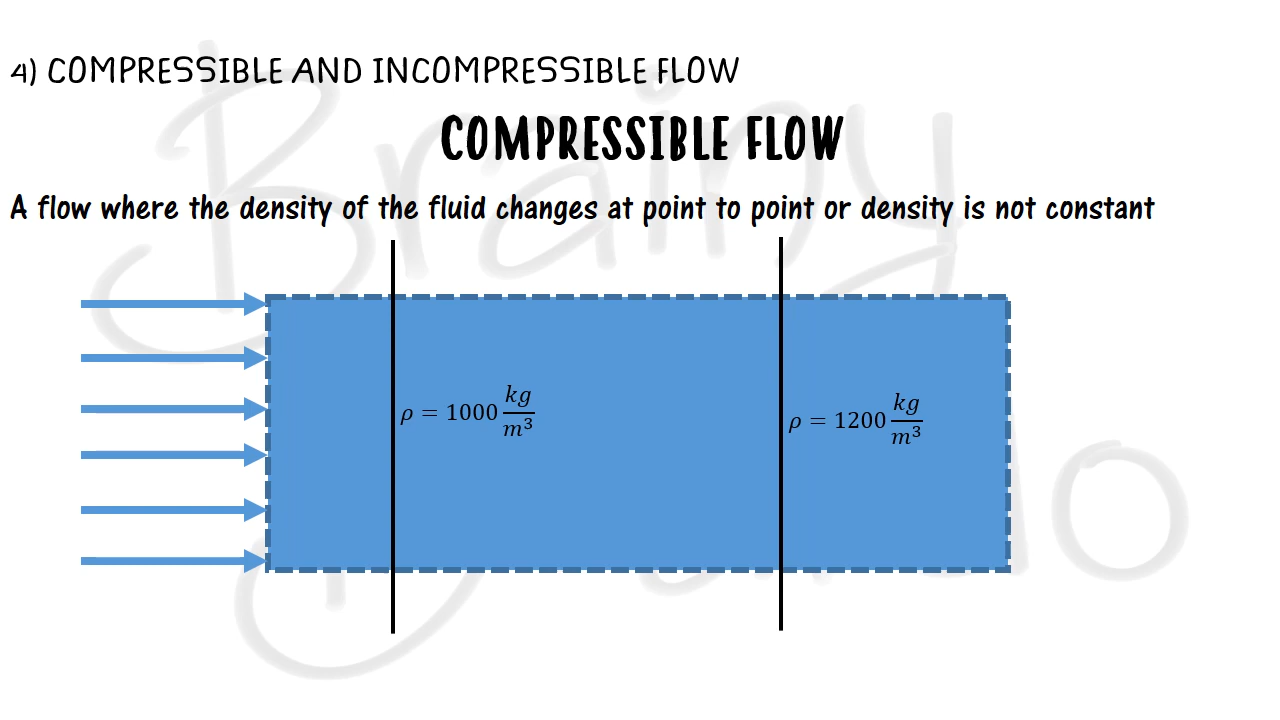 4) COMPRESSIBLE AND INCOMPRESSIBLE FLOW
COMPRESSIBLE FLOW
A flow where the density of the fluid changes at point to point or density is not constant
ρ = 1000 kg/m³
ρ = 1200 kg/m³
Brainy